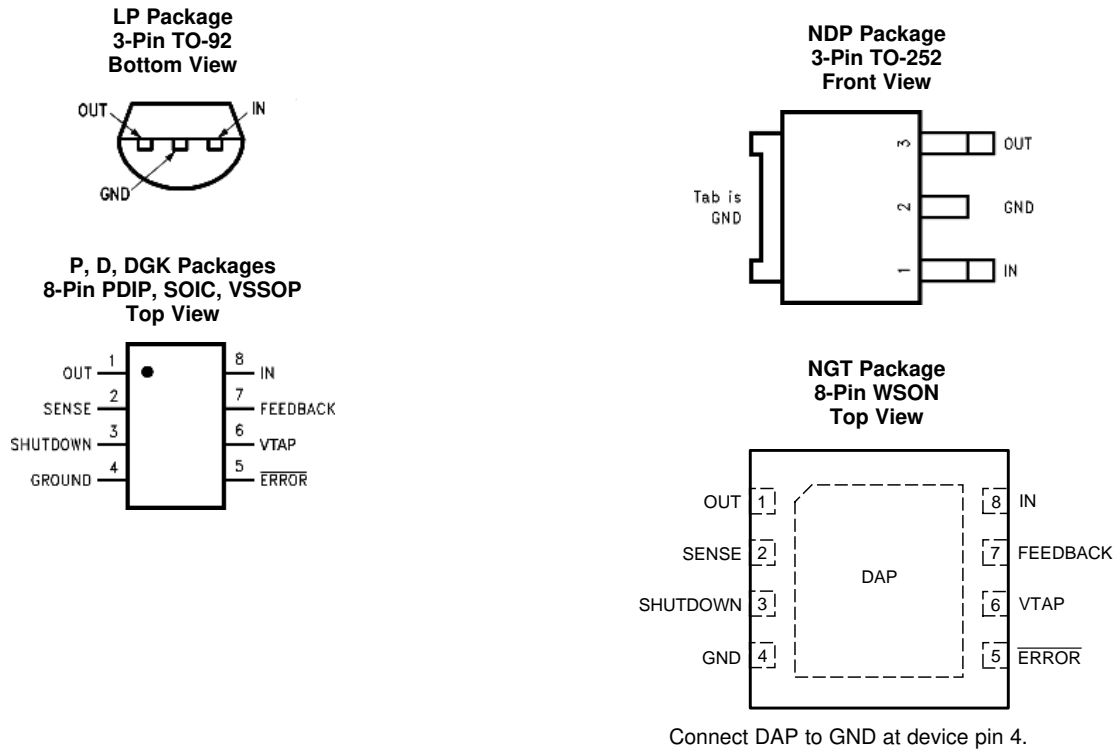 LP Package
3-Pin TO-92
Bottom View
OUT
IN
GND
P, D, DGK Packages
8-Pin PDIP, SOIC, VSSOP
Top View
OUT 1
8 IN
SENSE 2
7 FEEDBACK
SHUTDOWN 3
6 VTAP
GROUND 4
5 ERROR
NDP Package
3-Pin TO-252
Front View
3 OUT
Tab is
GND
2 GND
1 IN
NGT Package
8-Pin WSON
Top View
OUT 1
8 IN
SENSE 2
7 FEEDBACK
DAP
SHUTDOWN 3
6 VTAP
GND 4
5 ERROR
Connect DAP to GND at device pin 4.